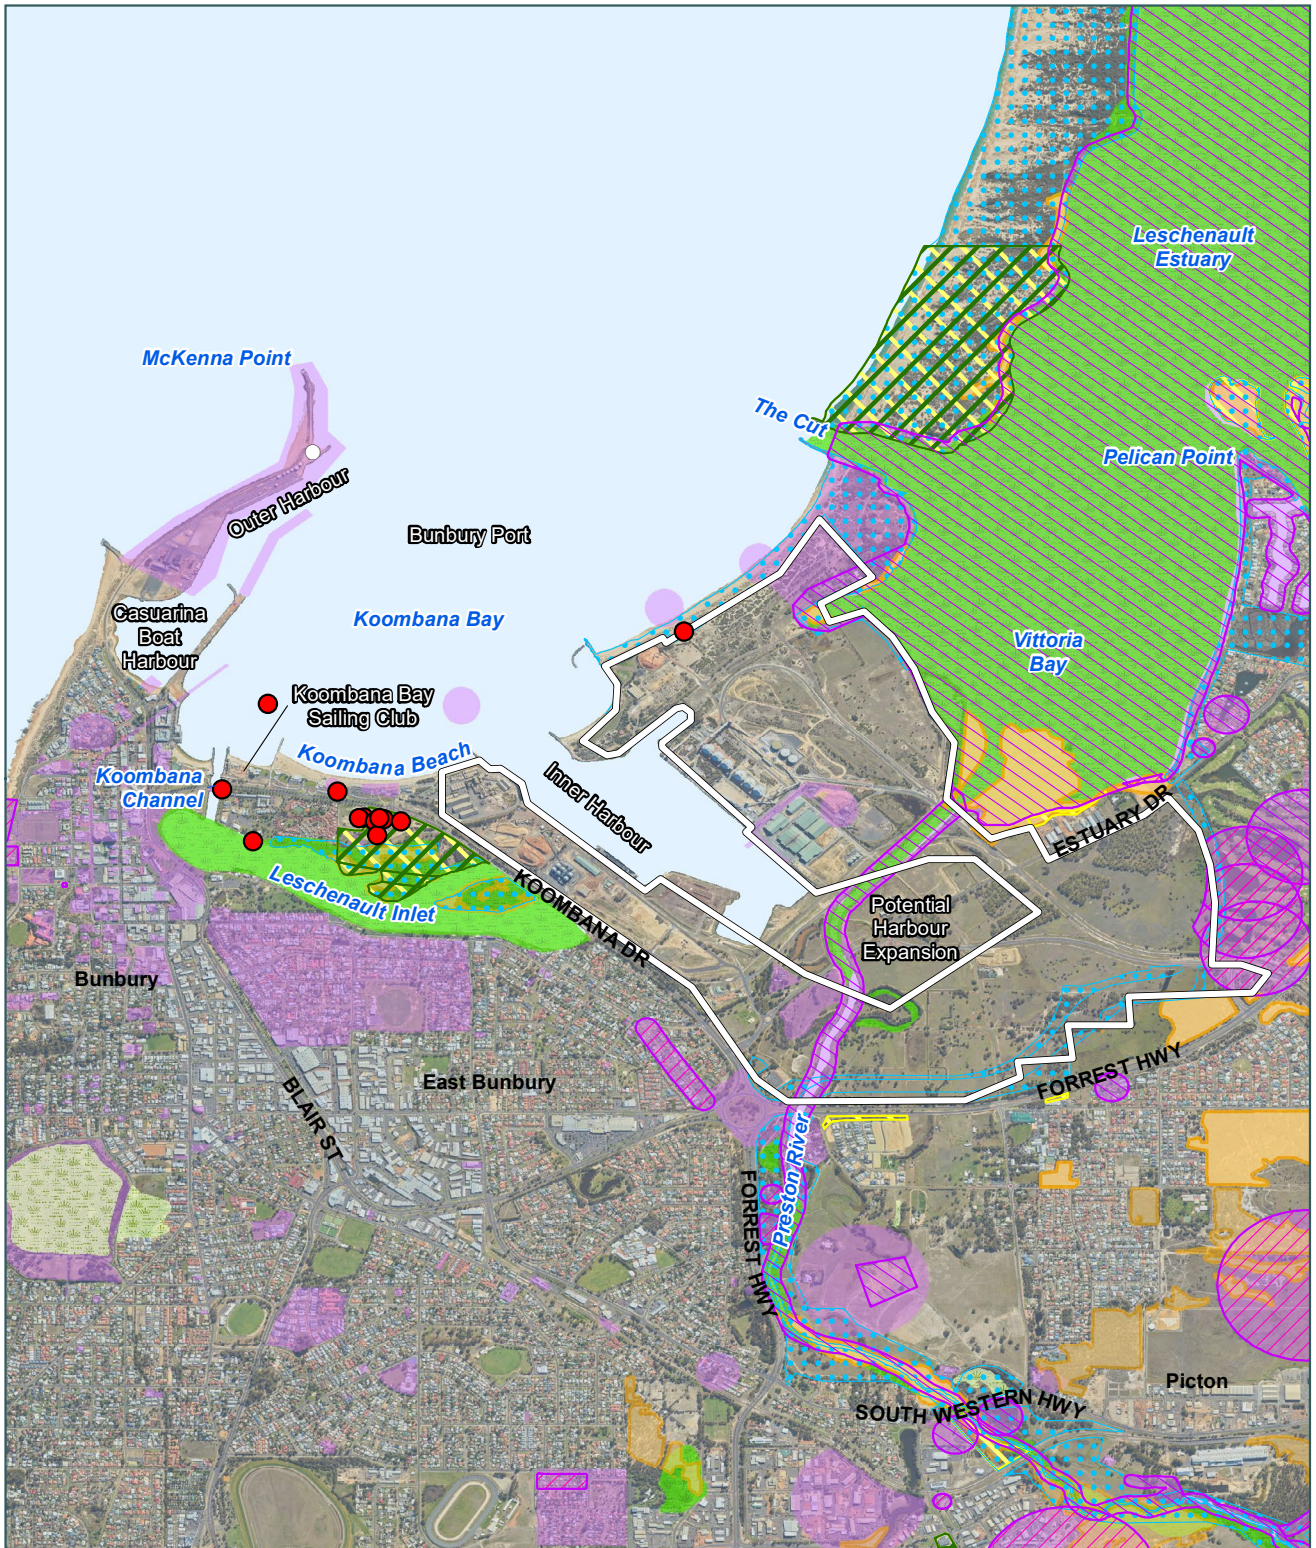 Leschenault
Estuary
McKenna Point
The Cut
Pelican Point
Outer Harbour
Bunbury Port
Casuarina
Boat
Harbour
Koombana Bay
Vittoria
Bay
Koombana Bay
Sailing Club
Koombana Beach
Koombana
Channel
Inner Harbour
ESTUARY DR
Leschenault Inlet
KOOMBANA DR
Potential
Harbour
Expansion
Bunbury
East Bunbury
FORREST HWY
BLAIR ST
Preston River
FORREST HWY
Picton
SOUTH WESTERN HWY